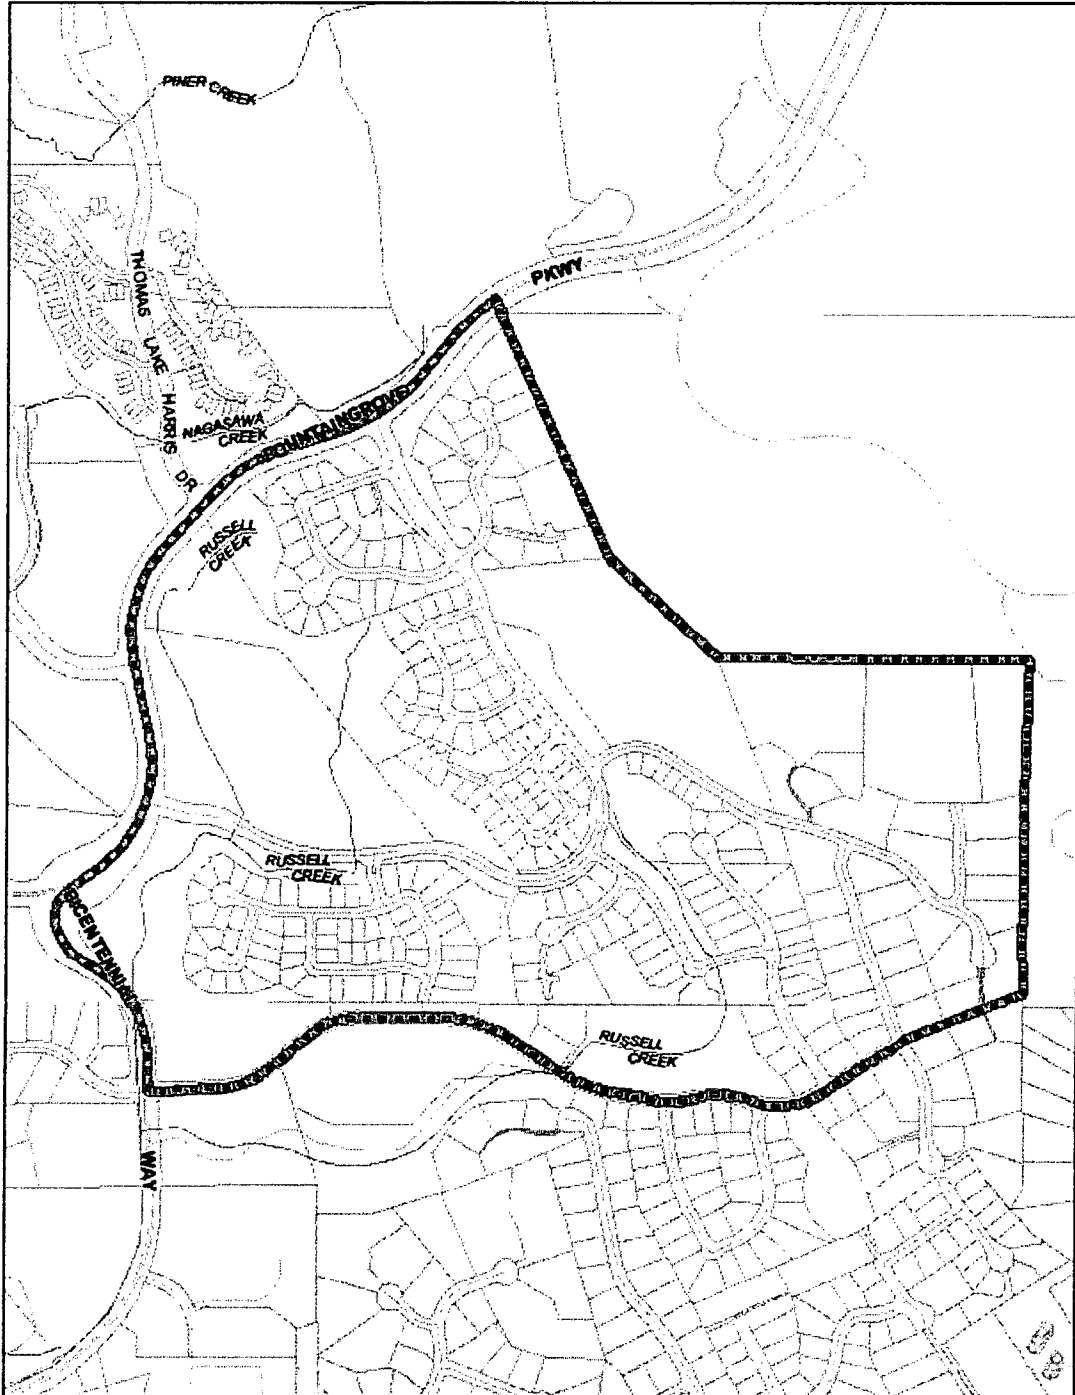 PINER CREEK
PKWY
THOMAS LAKE HARRIS DR
NAGASAWA
CREEK
FOUNTAINGROVE
RUSSELL
CREEK
RUSSELL
CREEK
BICENTENNIAL
RUSSELL
CREEK
WAY